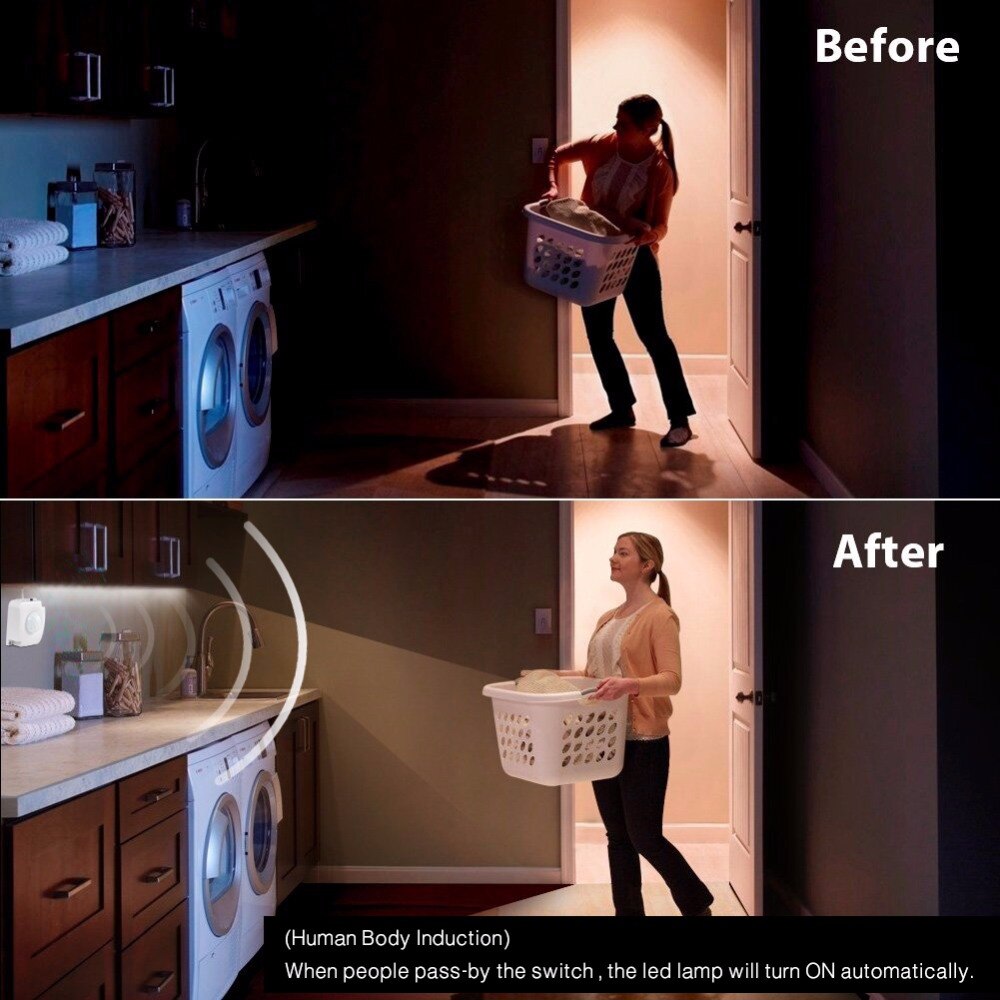 Before
After
(Human Body Induction)
When people pass-by the switch , the led lamp will turn ON automatically.